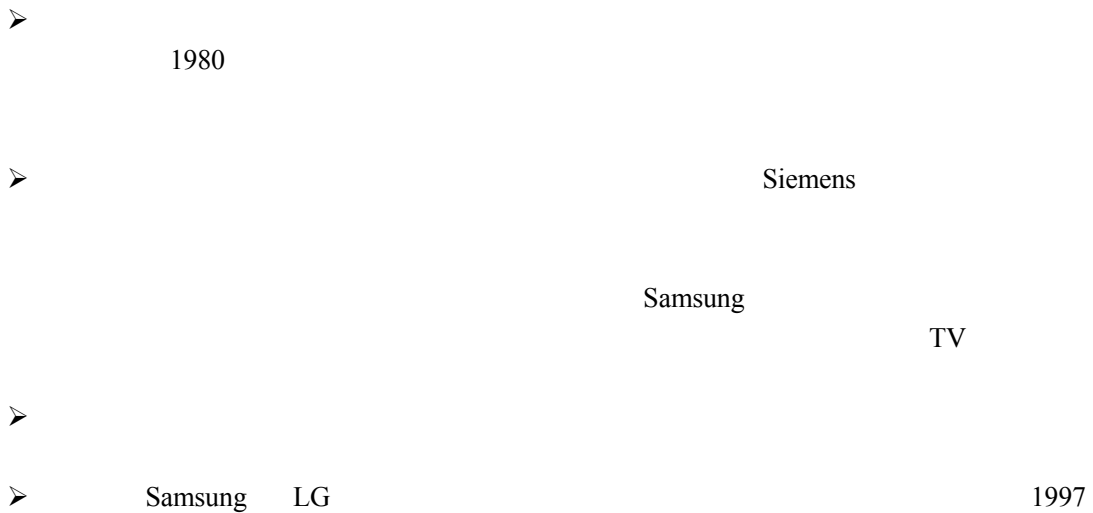 ➢
1980
➢ Siemens
Samsung
TV
➢
➢ Samsung LG 1997